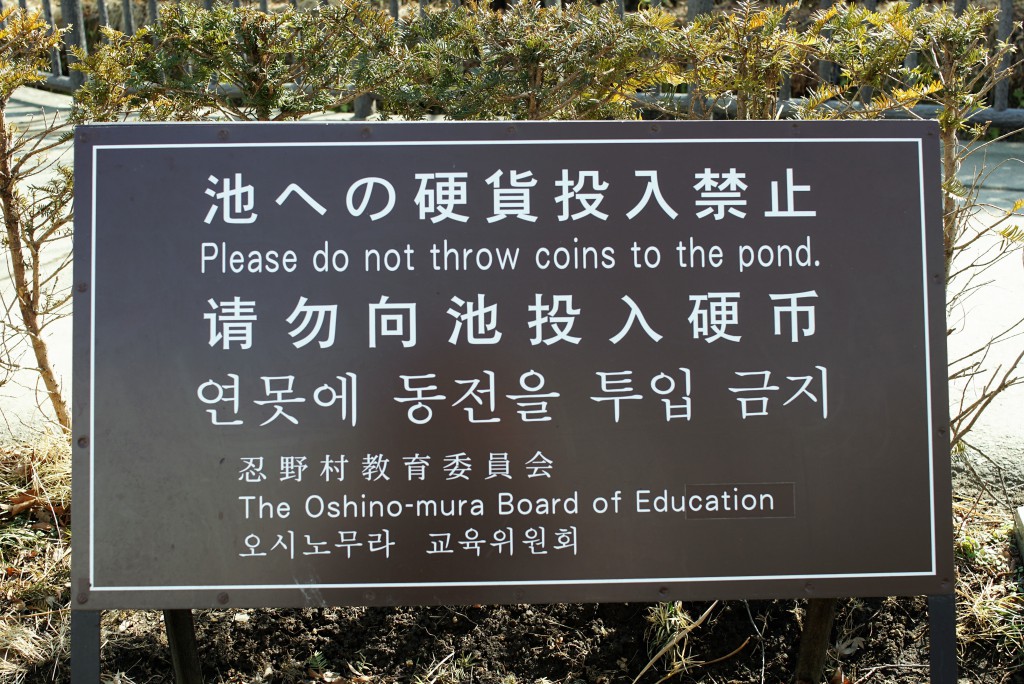 池への硬貨投入禁止
Please do not throw coins to the pond.
请勿向池投入硬币
연못에 동전을 투입 금지
忍野村教育委員会
The Oshino-mura Board of Education
오시노무라 교육위원회